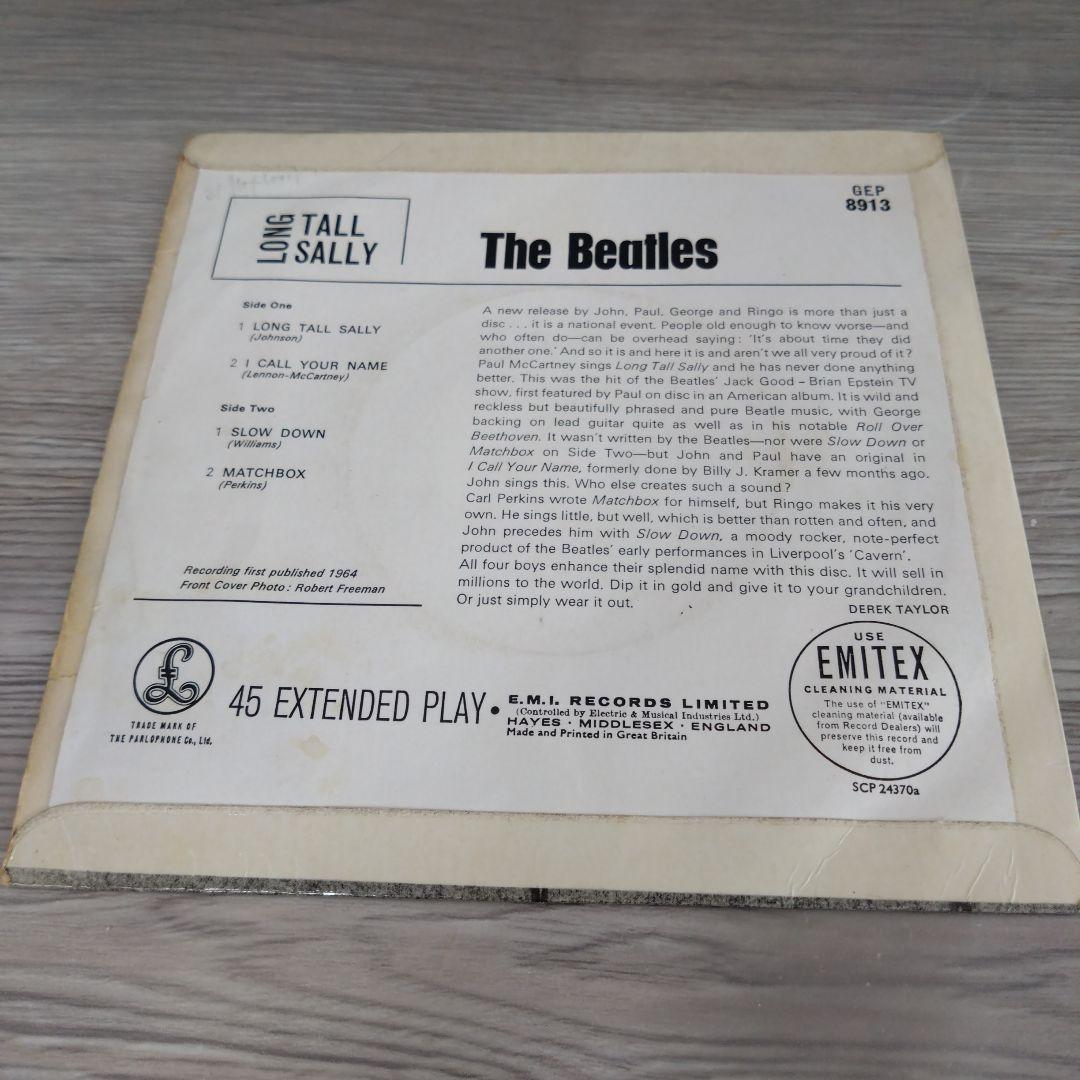 GEP
8913
LONG TALL
SALLY
The Beatles
Side One
1 LONG TALL SALLY
(Johnson)
2 I CALL YOUR NAME
(Lennon-McCartney)
Side Two
1 SLOW DOWN
(Williams)
2 MATCHBOX
(Perkins)
Recording first published 1964
Front Cover Photo : Robert Freeman
A new release by John, Paul, George and Ringo is more than just a
disc . . . it is a national event. People old enough to know worse—and
who often do—can be overhead saying: ‘It's about time they did
another one.’ And so it is and here it is and aren't we all very proud of it?
Paul McCartney sings Long Tall Sally and he has never done anything
better. This was the hit of the Beatles' Jack Good – Brian Epstein TV
show, first featured by Paul on disc in an American album. It is wild and
reckless but beautifully phrased and pure Beatle music, with George
backing on lead guitar quite as well as in his notable Roll Over
Beethoven. It wasn't written by the Beatles—nor were Slow Down or
Matchbox on Side Two—but John and Paul have an original in
I Call Your Name, formerly done by Billy J. Kramer a few months ago.
John sings this. Who else creates such a sound?
Carl Perkins wrote Matchbox for himself, but Ringo makes it his very
own. He sings little, but well, which is better than rotten and often, and
John precedes him with Slow Down, a moody rocker, note-perfect
product of the Beatles' early performances in Liverpool's ‘Cavern’.
All four boys enhance their splendid name with this disc. It will sell in
millions to the world. Dip it in gold and give it to your grandchildren.
Or just simply wear it out.
DEREK TAYLOR
£
TRADE MARK OF
THE PARLOPHONE Co., Ltd.
45 EXTENDED PLAY •
E.M.I. RECORDS LIMITED
(Controlled by Electric & Musical Industries Ltd.)
HAYES · MIDDLESEX · ENGLAND
Made and Printed in Great Britain
USE
EMITEX
CLEANING MATERIAL
The use of "EMITEX"
cleaning material (available
from Record Dealers) will
preserve this record and
keep it free from
dust.
SCP 24370a